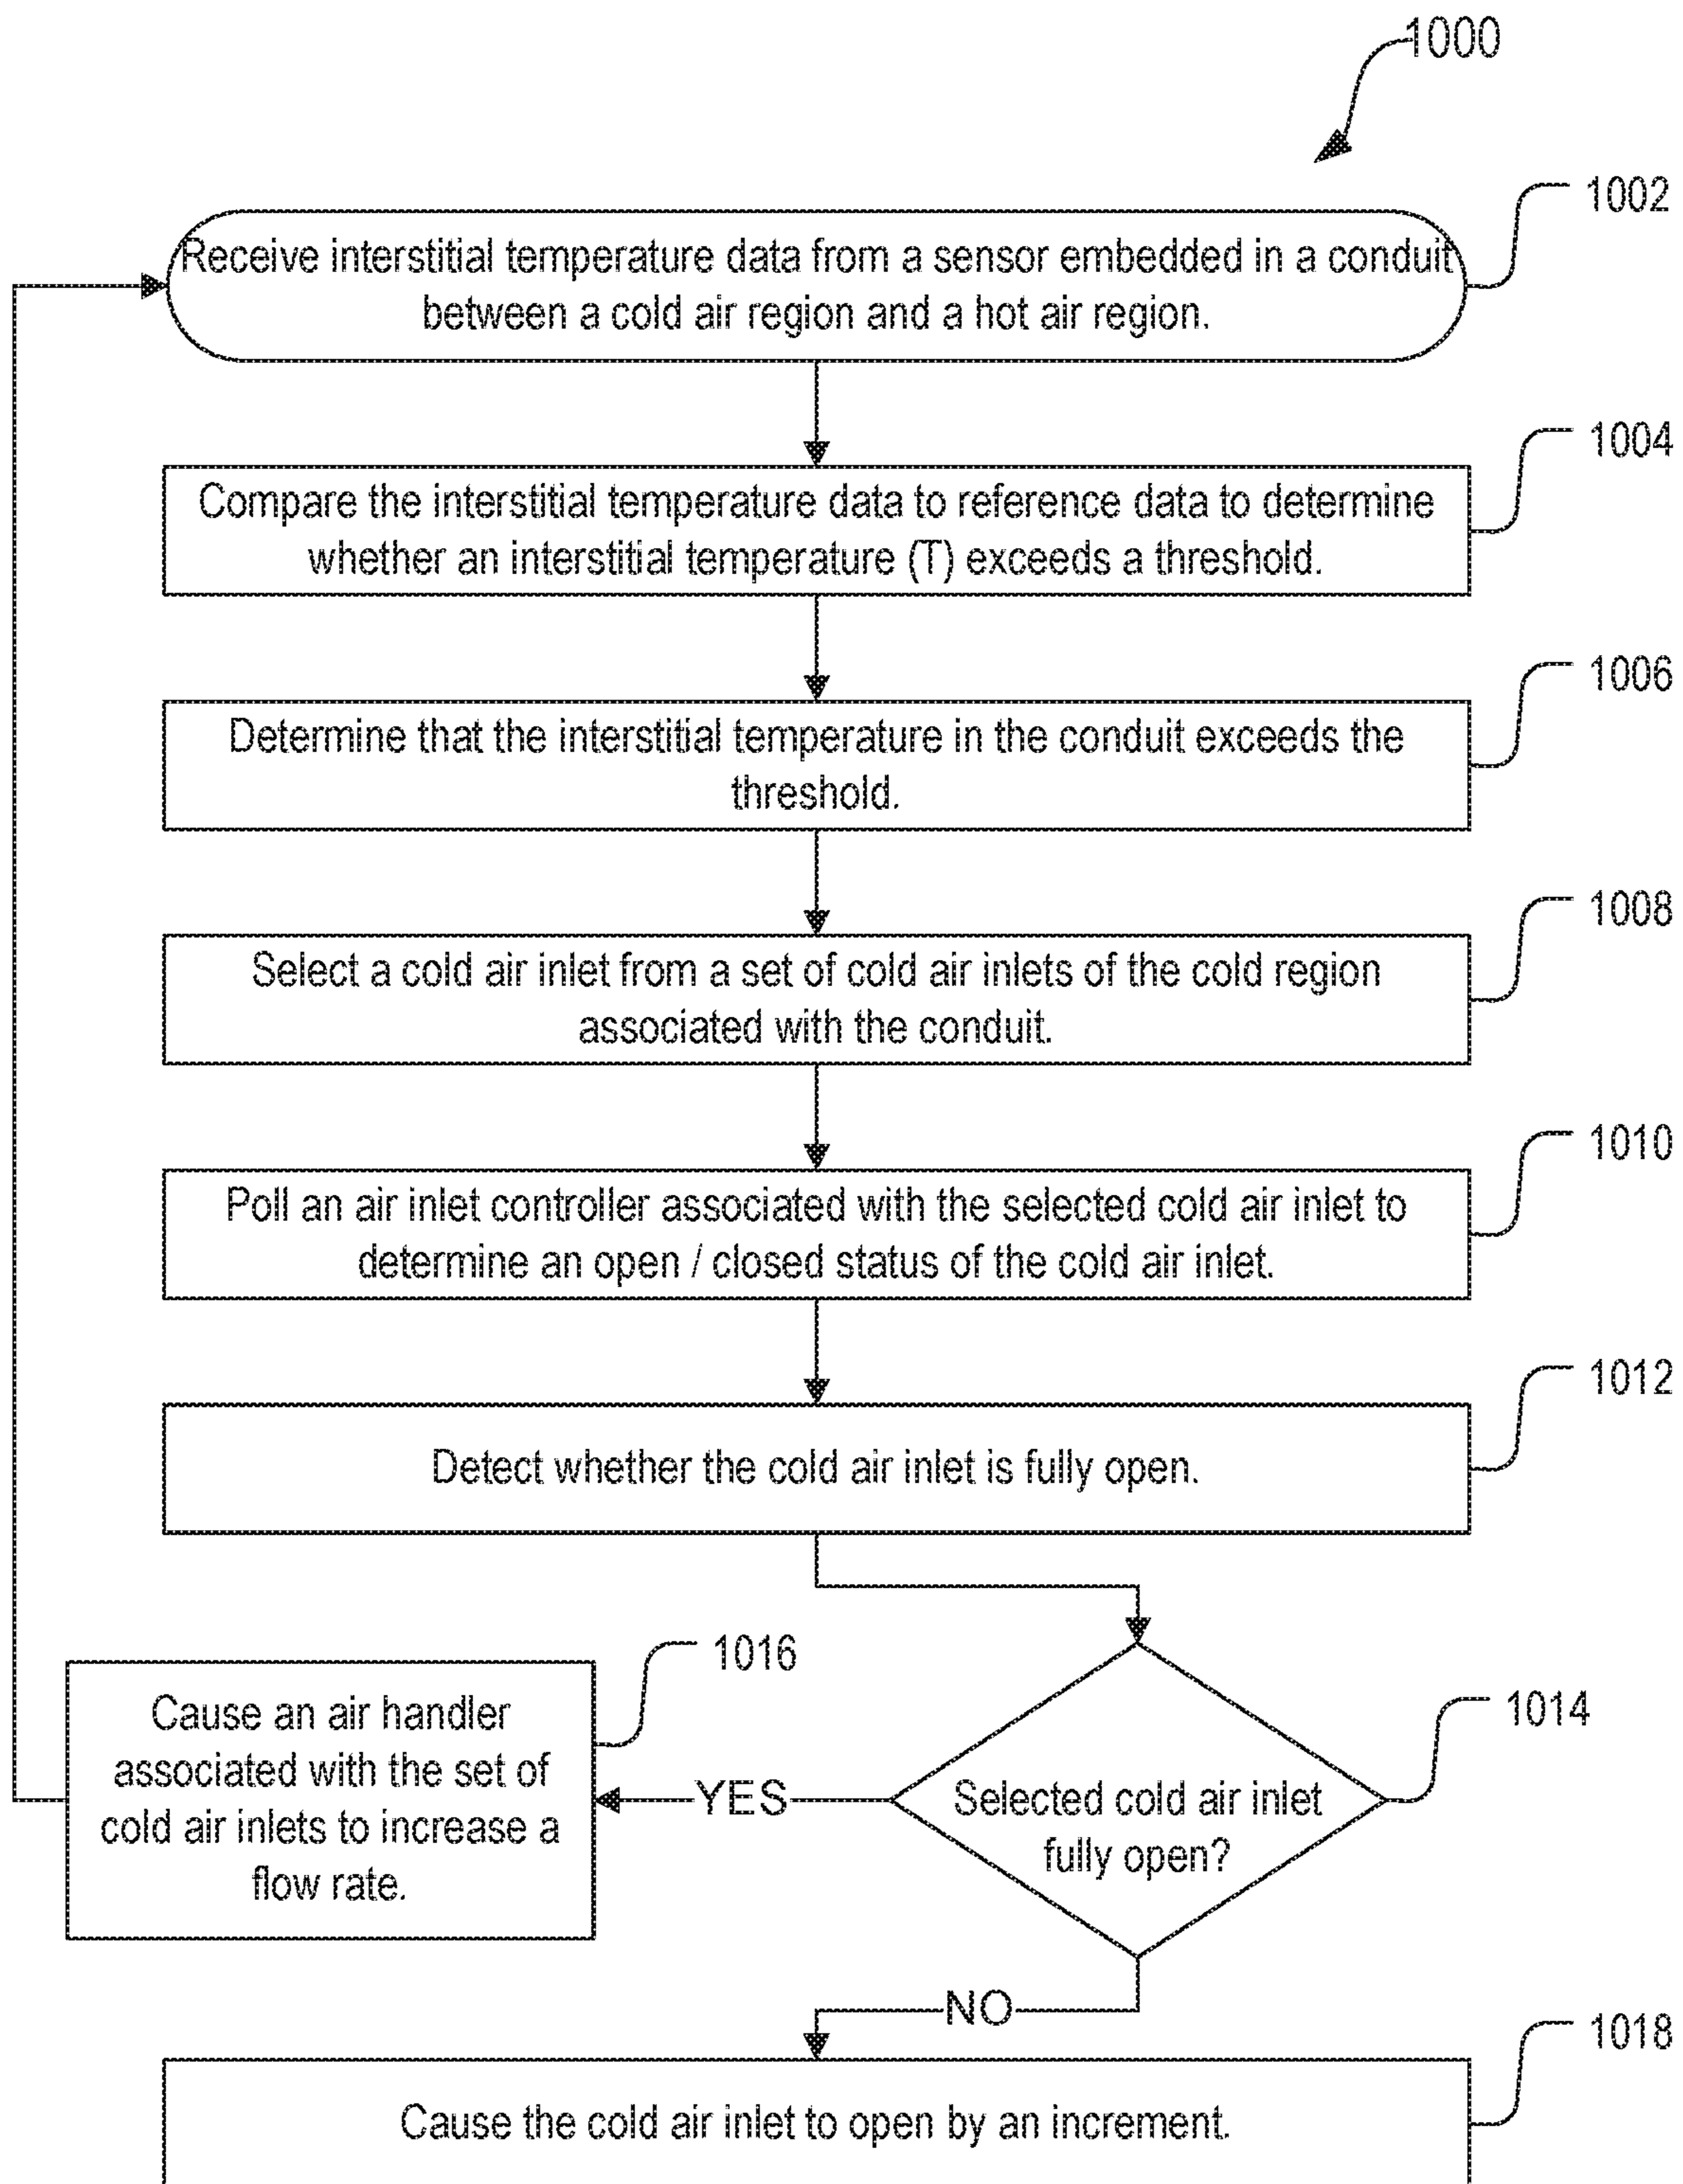 1000
1002
Receive interstitial temperature data from a sensor embedded in a conduit
between a cold air region and a hot air region.
1004
Compare the interstitial temperature data to reference data to determine
whether an interstitial temperature (T) exceeds a threshold.
1006
Determine that the interstitial temperature in the conduit exceeds the
threshold.
1008
Select a cold air inlet from a set of cold air inlets of the cold region
associated with the conduit.
1010
Poll an air inlet controller associated with the selected cold air inlet to
determine an open / closed status of the cold air inlet.
1012
Detect whether the cold air inlet is fully open.
1016
Cause an air handler
associated with the set of
cold air inlets to increase a
flow rate.
YES
1014
Selected cold air inlet
fully open?
NO
1018
Cause the cold air inlet to open by an increment.